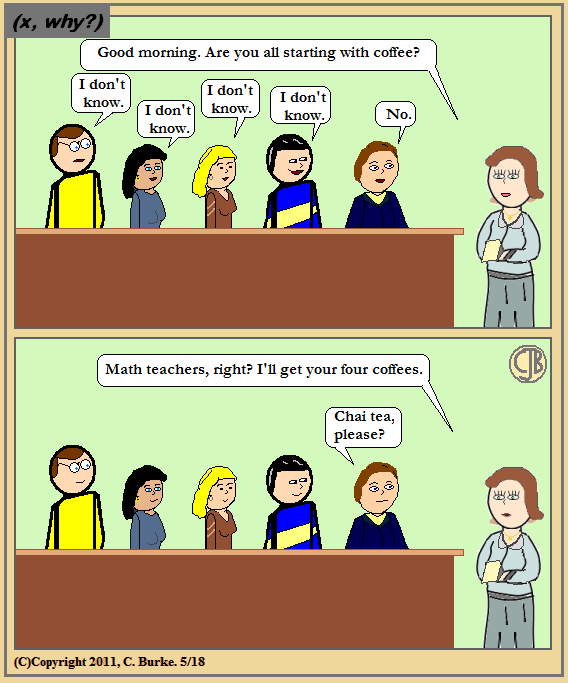 (x, why?)
Good morning. Are you all starting with coffee?
I don't
know.
I don't
know.
I don't
know.
I don't
know.
No.
CJB
Math teachers, right? I'll get your four coffees.
Chai tea,
please?
(C)Copyright 2011, C. Burke. 5/18